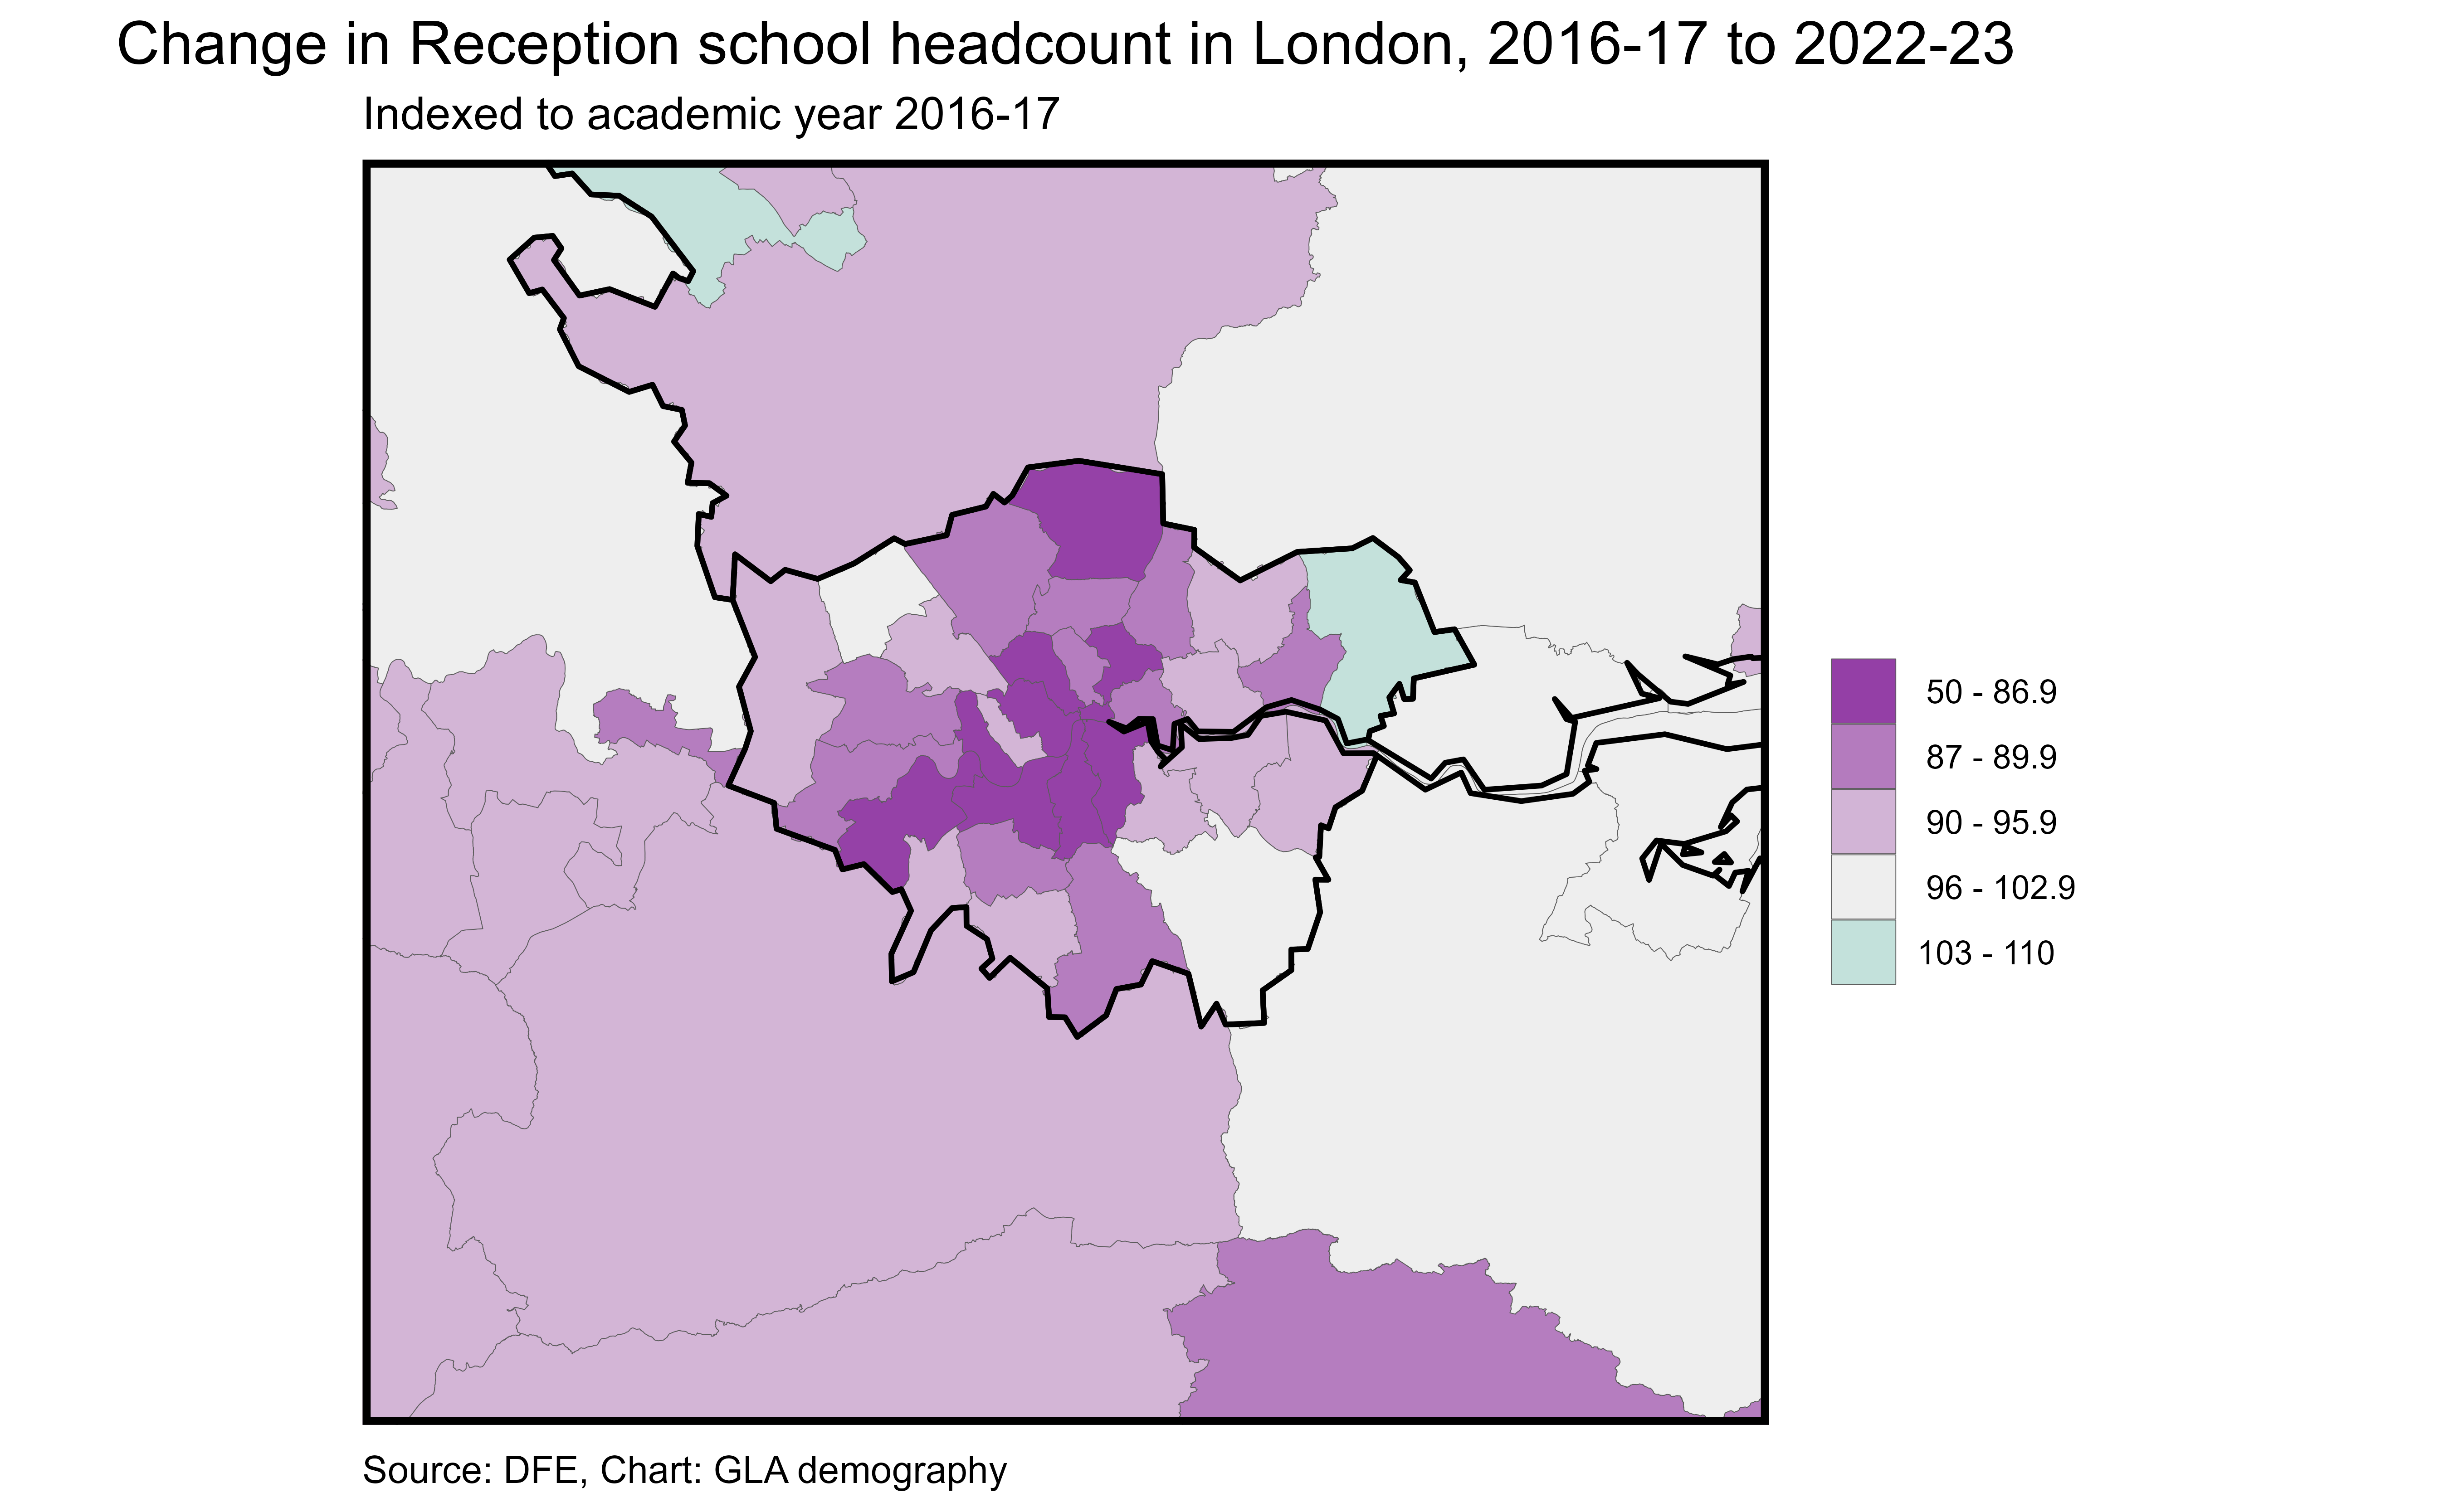 Change in Reception school headcount in London, 2016-17 to 2022-23
Indexed to academic year 2016-17
50 - 86.9
87 - 89.9
90 - 95.9
96 - 102.9
103 - 110
Source: DFE, Chart: GLA demography